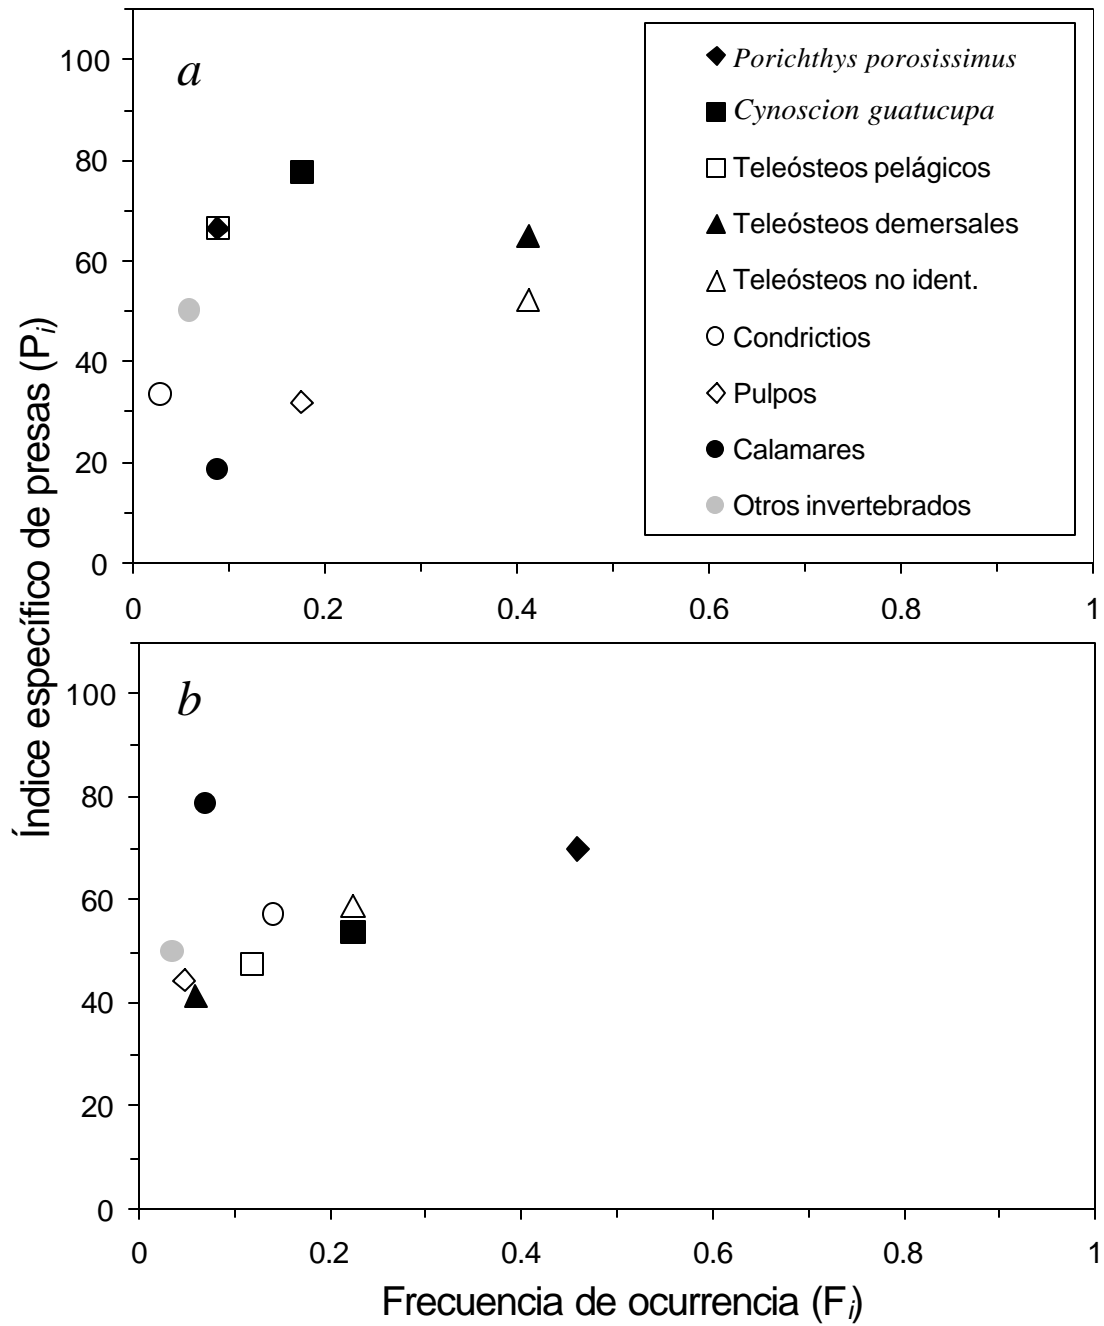 100
80
60
40
20
0
a
Porichthys porosissimus
Cynoscion guatucupa
Teleósteos pelágicos
Teleósteos demersales
Teleósteos no ident.
Condrictios
Pulpos
Calamares
Otros invertebrados
0 0.2 0.4 0.6 0.8 1
Índice específico de presas (Pi)
100
80
60
40
20
0
b
0 0.2 0.4 0.6 0.8 1
Frecuencia de ocurrencia (Fi)